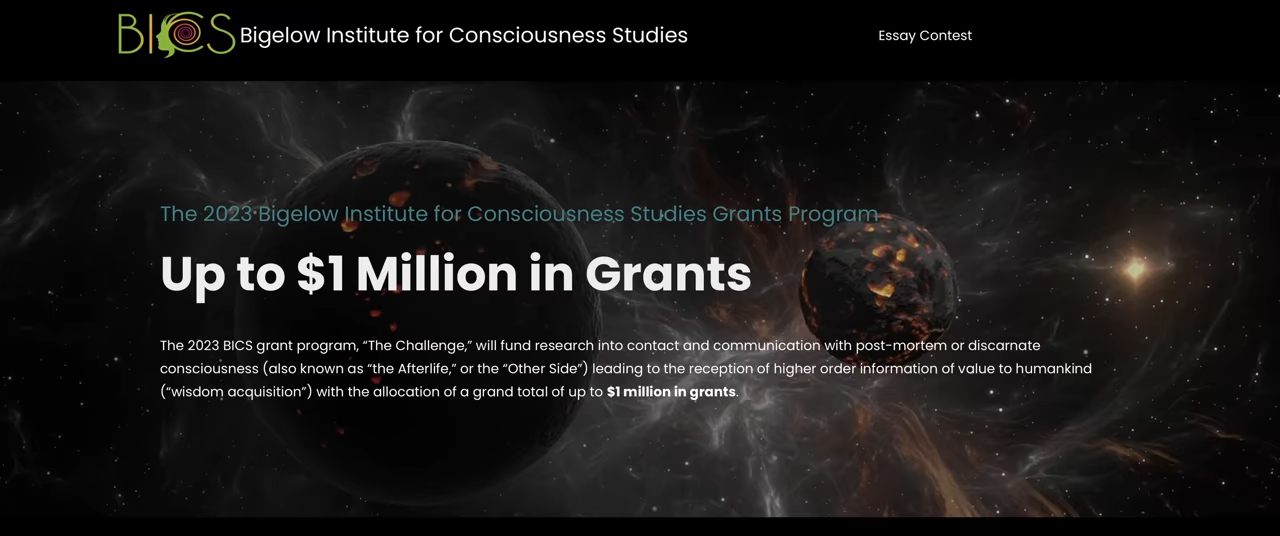 BICS Bigelow Institute for Consciousness Studies
Essay Contest
The 2023 Bigelow Institute for Consciousness Studies Grants Program
Up to $1 Million in Grants
The 2023 BICS grant program, “The Challenge,” will fund research into contact and communication with post-mortem or discarnate
consciousness (also known as “the Afterlife,” or the “Other Side”) leading to the reception of higher order information of value to humankind
(“wisdom acquisition”) with the allocation of a grand total of up to $1 million in grants.